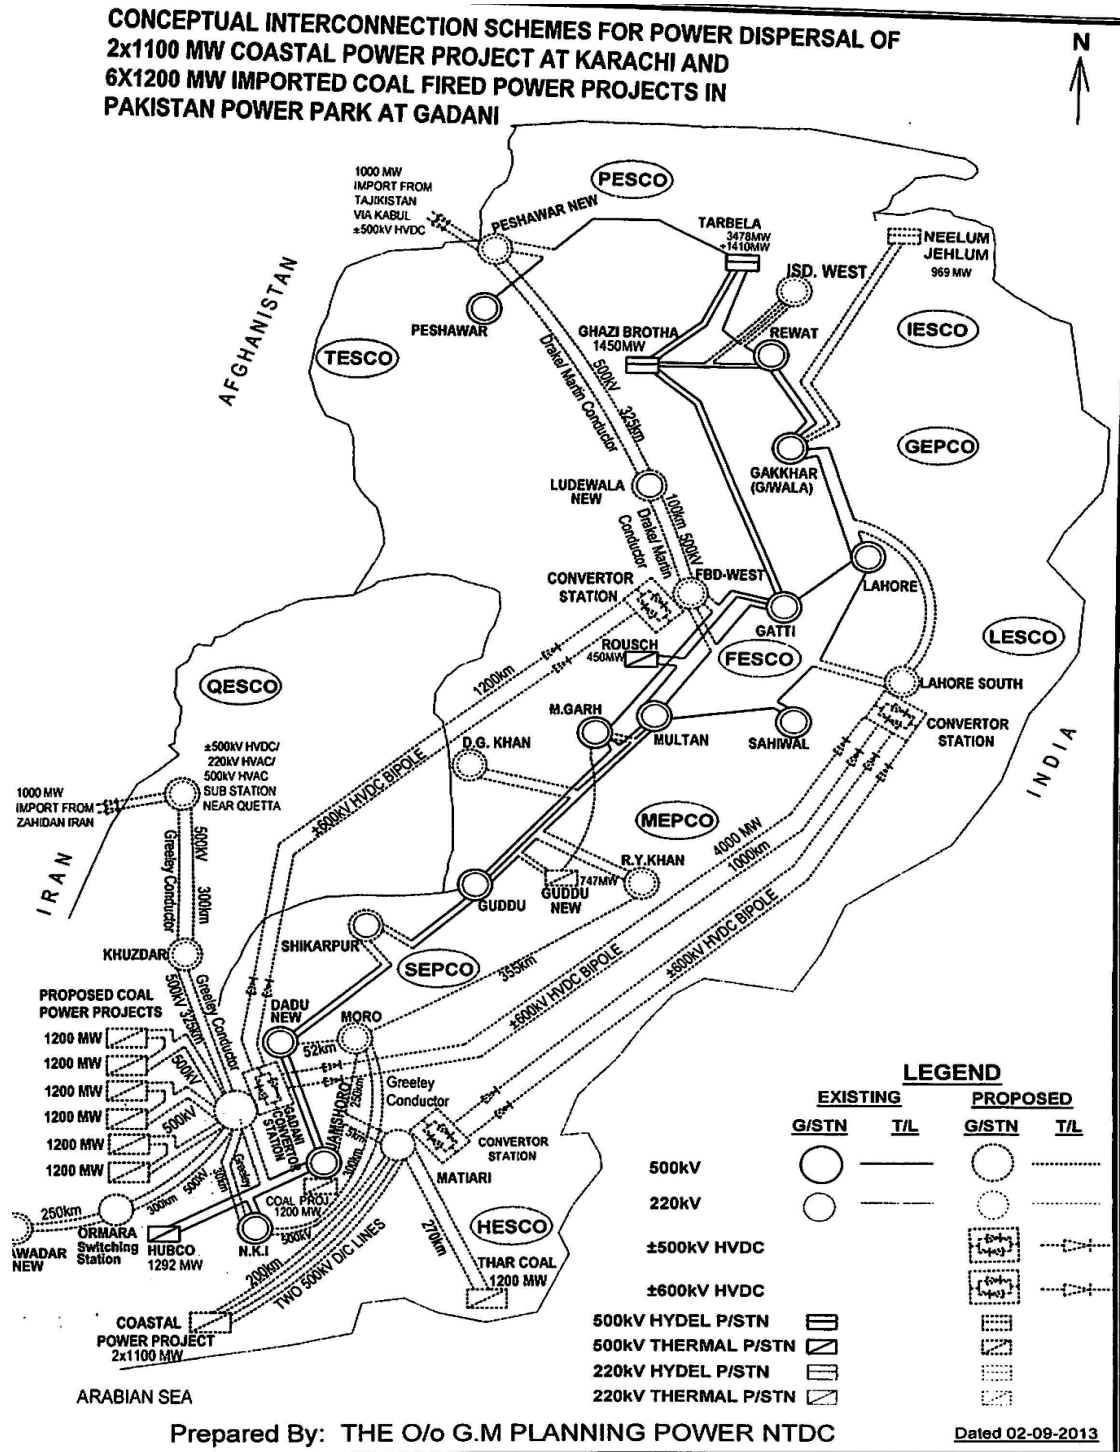 CONCEPTUAL INTERCONNECTION SCHEMES FOR POWER DISPERSAL OF
2x1100 MW COASTAL POWER PROJECT AT KARACHI AND
6X1200 MW IMPORTED COAL FIRED POWER PROJECTS IN
PAKISTAN POWER PARK AT GADANI
N
1000 MW
IMPORT FROM
TAJIKISTAN
VIA KABUL
±500kV HVDC
PESHAWAR NEW
PESCO
TARBELA
3478MW
+1410MW
NEELUM
JEHLUM
969 MW
ISD. WEST
AFGHANISTAN
PESHAWAR
GHAZI BROTHA
1450MW
REWAT
IESCO
TESCO
Drake/ Martin Conductor
500kV
325km
GAKKHAR
(G/WALA)
GEPCO
LUDEWALA
NEW
100km 500kV
Drake/ Martin
Conductor
CONVERTOR
STATION
FBD-WEST
LAHORE
GATTI
LESCO
ROUSCH
450MW
FESCO
1200km
QESCO
LAHORE SOUTH
CONVERTOR
STATION
M.GARH
MULTAN
SAHIWAL
D.G. KHAN
INDIA
±500kV HVDC/
220kV HVAC/
500kV HVAC
SUB STATION
NEAR QUETTA
1000 MW
IMPORT FROM
ZAHIDAN IRAN
±600kV HVDC BIPOLE
MEPCO
4000 MW
1000km
IRAN
500kV
Greeley Conductor
300km
R.Y.KHAN
GUDDU
GUDDU
NEW
747MW
KHUZDAR
SHIKARPUR
SEPCO
355km
±600kV HVDC BIPOLE
±600kV HVDC BIPOLE
Greeley Conductor
500kV 325km
PROPOSED COAL
POWER PROJECTS
1200 MW
1200 MW
1200 MW
1200 MW
1200 MW
1200 MW
500kV
500kV
DADU
NEW
MORO
52km
Greeley
Conductor
250km
GADANI
CONVERTOR
STATION
JAMSHORO
51
km
100km
CONVERTOR
STATION
MATIARI
COAL PROJ.
1200 MW
250km
300km
500kV
30km
Greeley
ORMARA
Switching
Station
HUBCO
1292 MW
N.K.I
500kV
AWADAR
NEW
200km
TWO 500kV D/C LINES
270km
HESCO
THAR COAL
1200 MW
COASTAL
POWER PROJECT
2x1100 MW
ARABIAN SEA
LEGEND
EXISTING PROPOSED
G/STN T/L G/STN T/L
500kV
220kV
±500kV HVDC
±600kV HVDC
500kV HYDEL P/STN
500kV THERMAL P/STN
220kV HYDEL P/STN
220kV THERMAL P/STN
Prepared By: THE O/o G.M PLANNING POWER NTDC
Dated 02-09-2013